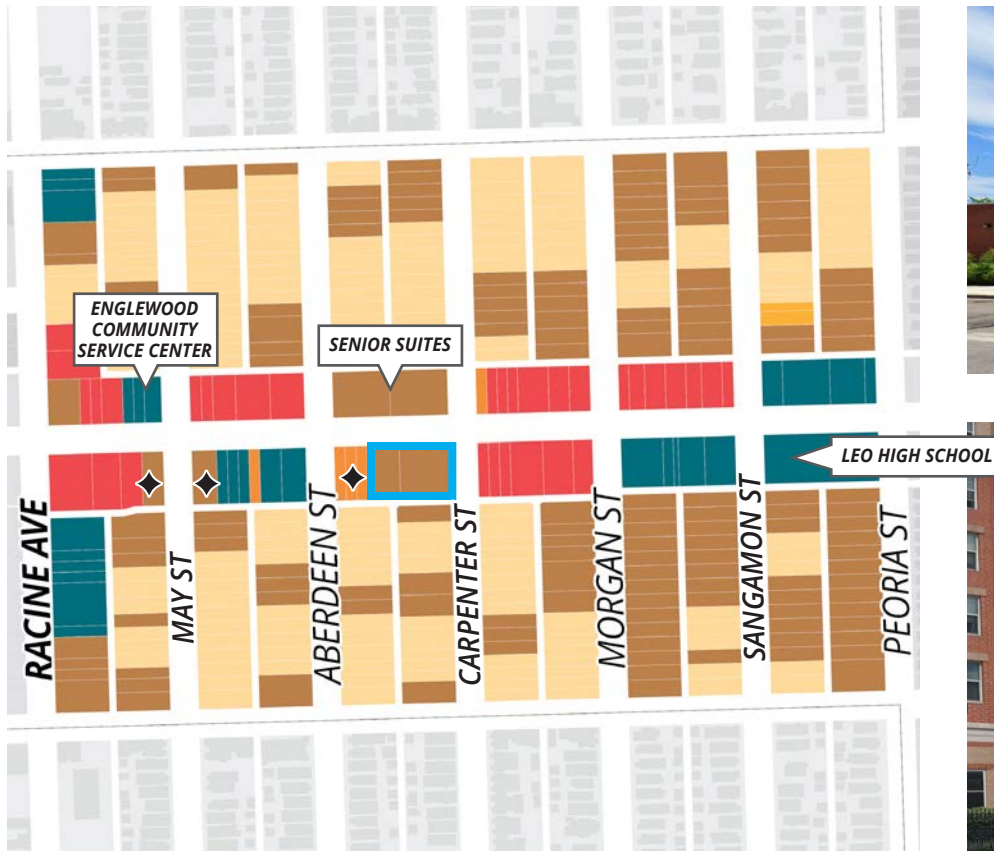 ENGLEWOOD
COMMUNITY
SERVICE CENTER
SENIOR SUITES
LEO HIGH SCHOOL
RACINE AVE
MAY ST
ABERDEEN ST
CARPENTER ST
MORGAN ST
SANGAMON ST
PEORIA ST